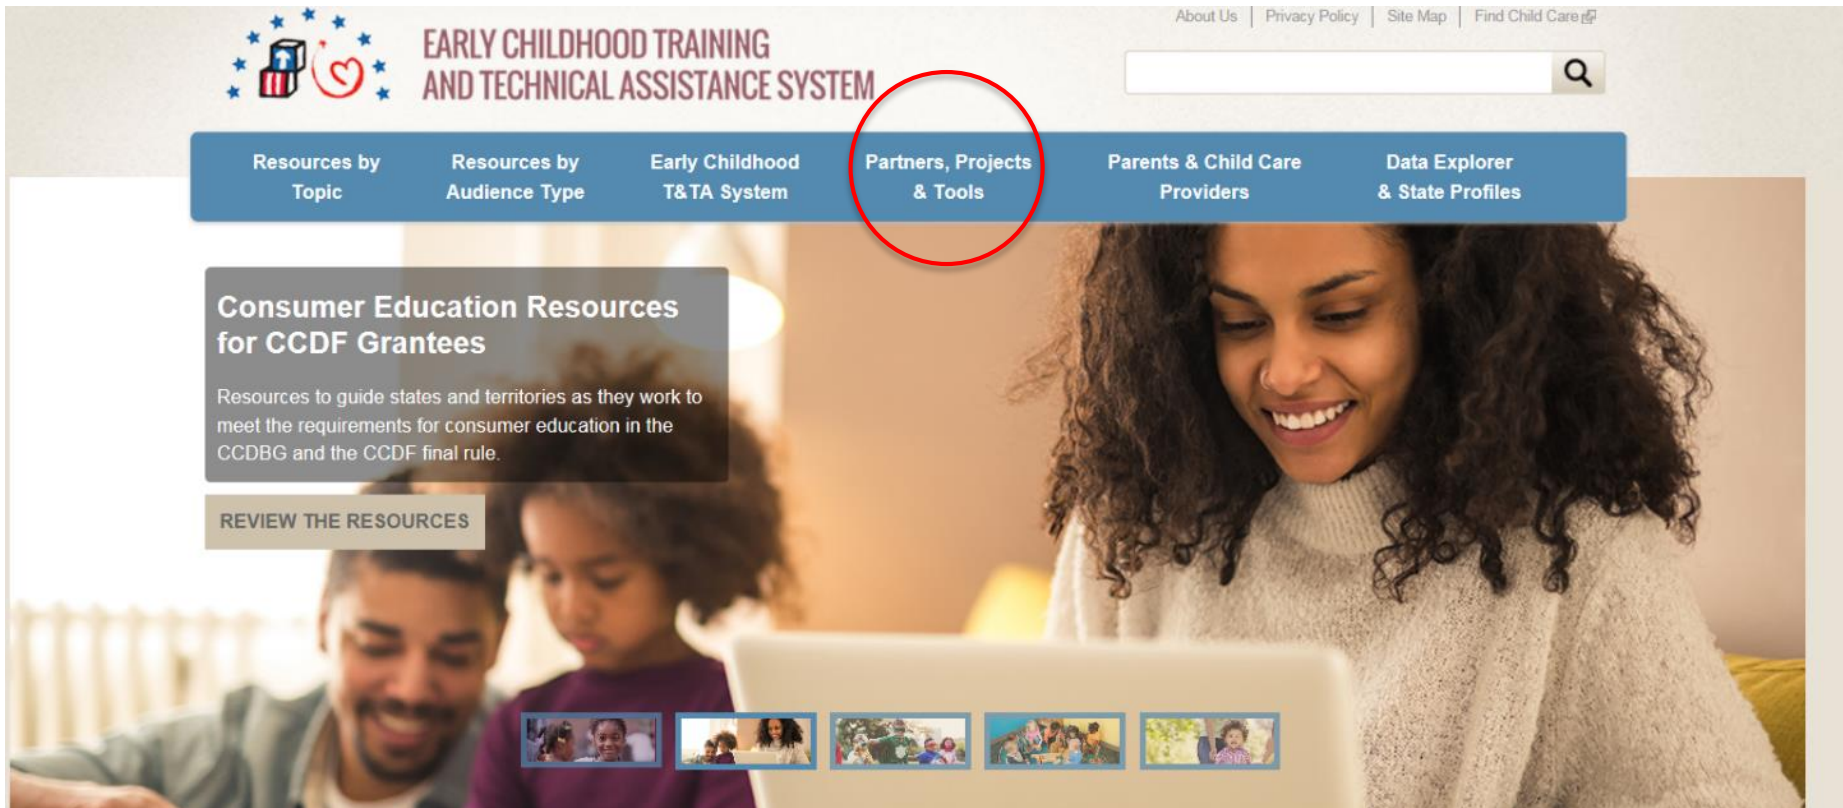 About Us | Privacy Policy | Site Map | Find Child Care
EARLY CHILDHOOD TRAINING
AND TECHNICAL ASSISTANCE SYSTEM
Resources by
Topic
Resources by
Audience Type
Early Childhood
T&TA System
Partners, Projects
& Tools
Parents & Child Care
Providers
Data Explorer
& State Profiles
Consumer Education Resources
for CCDF Grantees
Resources to guide states and territories as they work to
meet the requirements for consumer education in the
CCDBG and the CCDF final rule.
REVIEW THE RESOURCES